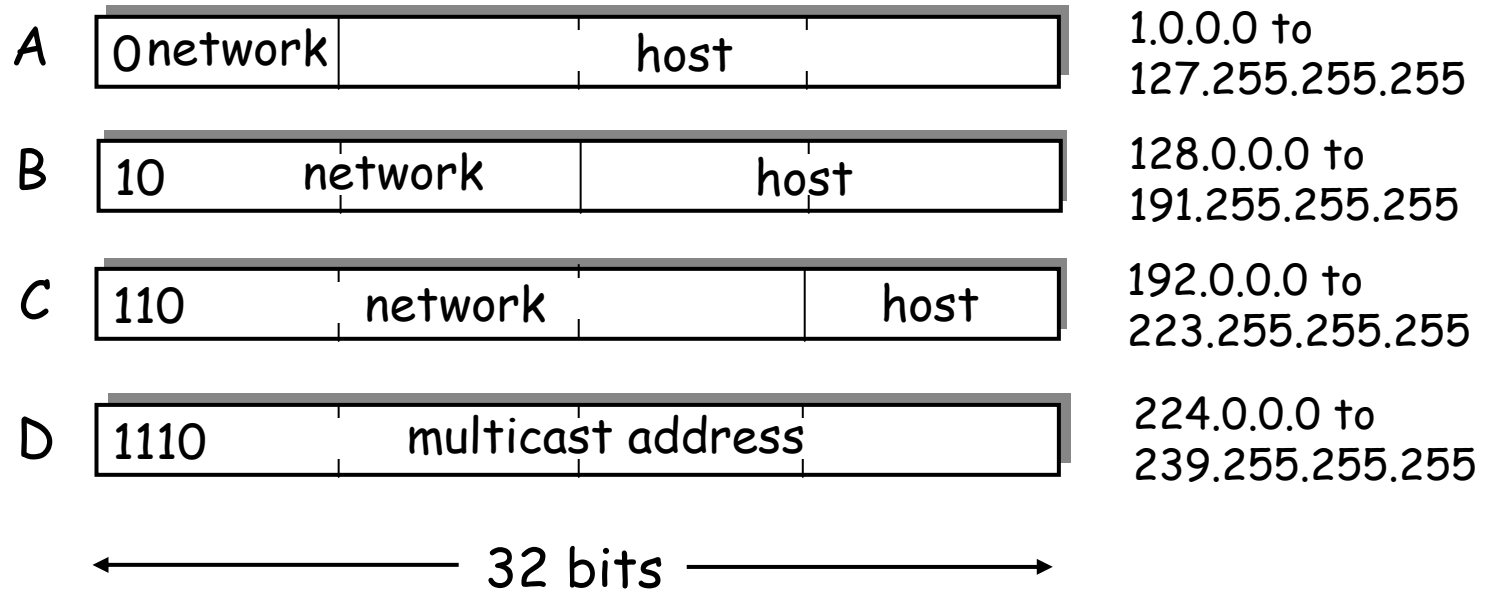 A
0 network
host
1.0.0.0 to
127.255.255.255
B
10
network
host
128.0.0.0 to
191.255.255.255
C
110
network
host
192.0.0.0 to
223.255.255.255
D
1110
multicast address
224.0.0.0 to
239.255.255.255
32 bits